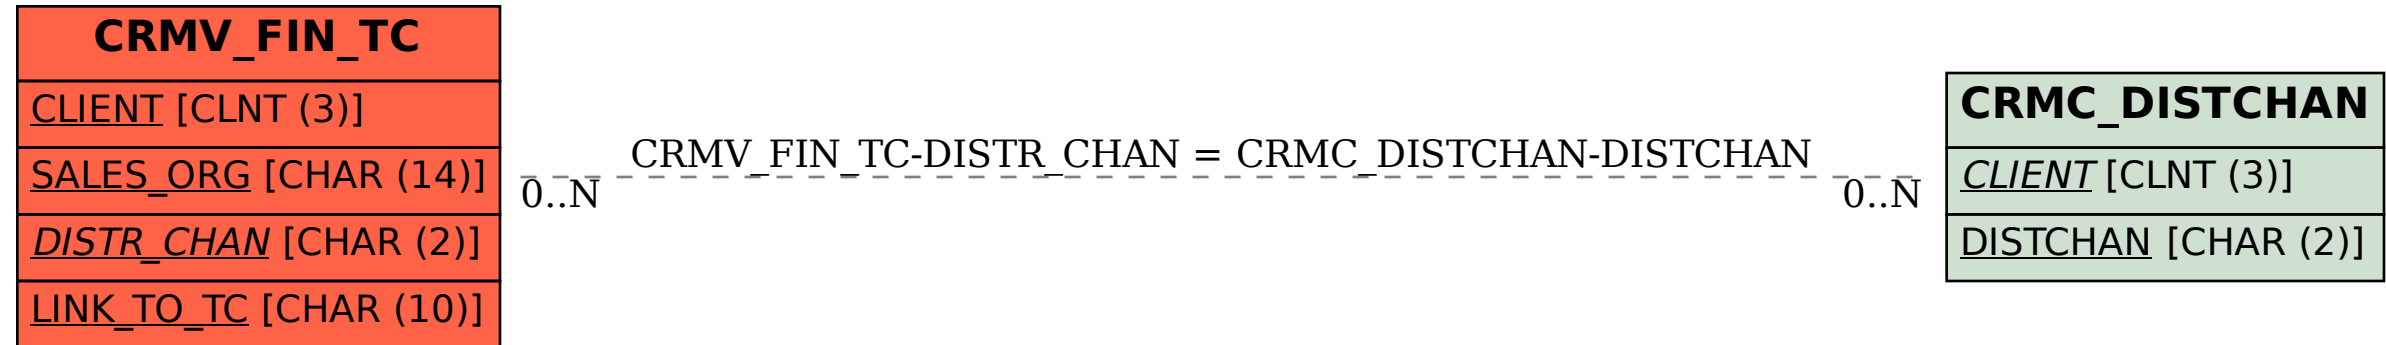 CRMV_FIN_TC
CLIENT [CLNT (3)]
SALES_ORG [CHAR (14)]
DISTR_CHAN [CHAR (2)]
LINK_TO_TC [CHAR (10)]
CRMV_FIN_TC-DISTR_CHAN = CRMC_DISTCHAN-DISTCHAN
0..N
0..N
CRMC_DISTCHAN
CLIENT [CLNT (3)]
DISTCHAN [CHAR (2)]